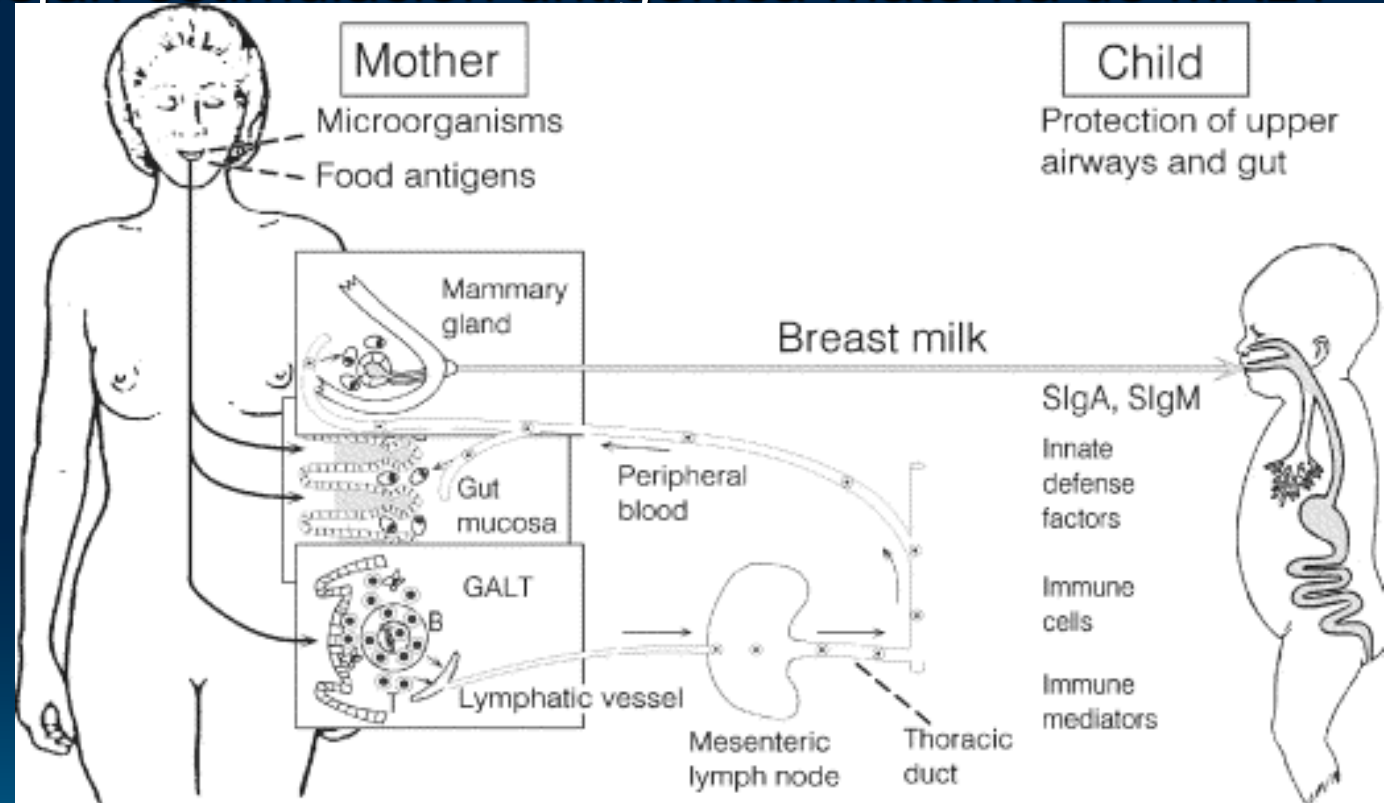 Mother
Microorganisms
Food antigens
Child
Protection of upper
airways and gut
Mammary
gland
Breast milk
SIgA, SIgM
Innate
defense
factors
Immune
cells
Immune
mediators
Peripheral
blood
Gut
mucosa
GALT
B
T
Lymphatic vessel
Mesenteric
lymph node
Thoracic
duct